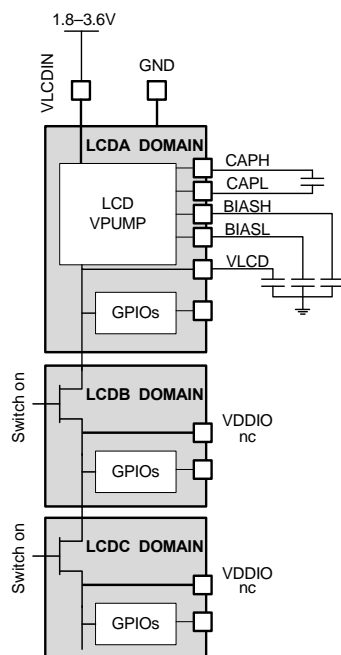 1.8–3.6V
VLCDIN
GND
LCDA DOMAIN
LCD
VPUMP
CAPH
CAPL
BIASH
BIASL
VLCD
GPIOs
Switch on
LCDB DOMAIN
VDDIO
nc
GPIOs
Switch on
LCDC DOMAIN
VDDIO
nc
GPIOs